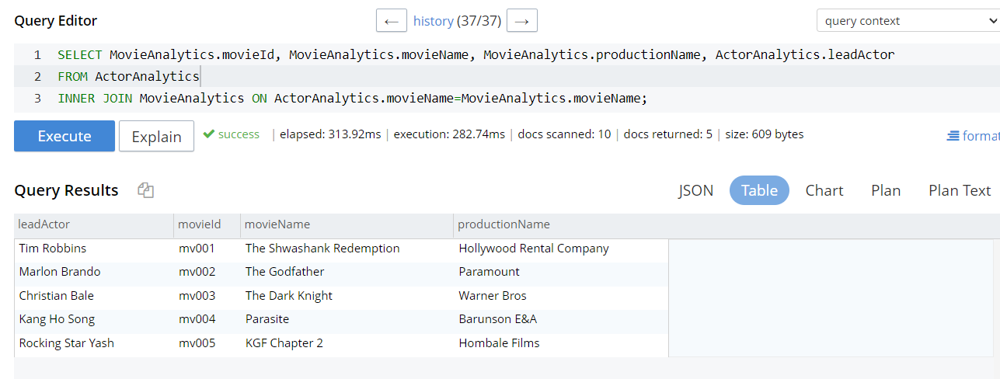 Query Editor ← history (37/37) → query context
1 SELECT MovieAnalytics.movieId, MovieAnalytics.movieName, MovieAnalytics.productionName, ActorAnalytics.leadActor
2 FROM ActorAnalytics
3 INNER JOIN MovieAnalytics ON ActorAnalytics.movieName=MovieAnalytics.movieName;
Execute Explain success | elapsed: 313.92ms | execution: 282.74ms | docs scanned: 10 | docs returned: 5 | size: 609 bytes format
Query Results JSON Table Chart Plan Plan Text
leadActor movieId movieName productionName
Tim Robbins mv001 The Shwashank Redemption Hollywood Rental Company
Marlon Brando mv002 The Godfather Paramount
Christian Bale mv003 The Dark Knight Warner Bros
Kang Ho Song mv004 Parasite Barunson E&A
Rocking Star Yash mv005 KGF Chapter 2 Hombale Films